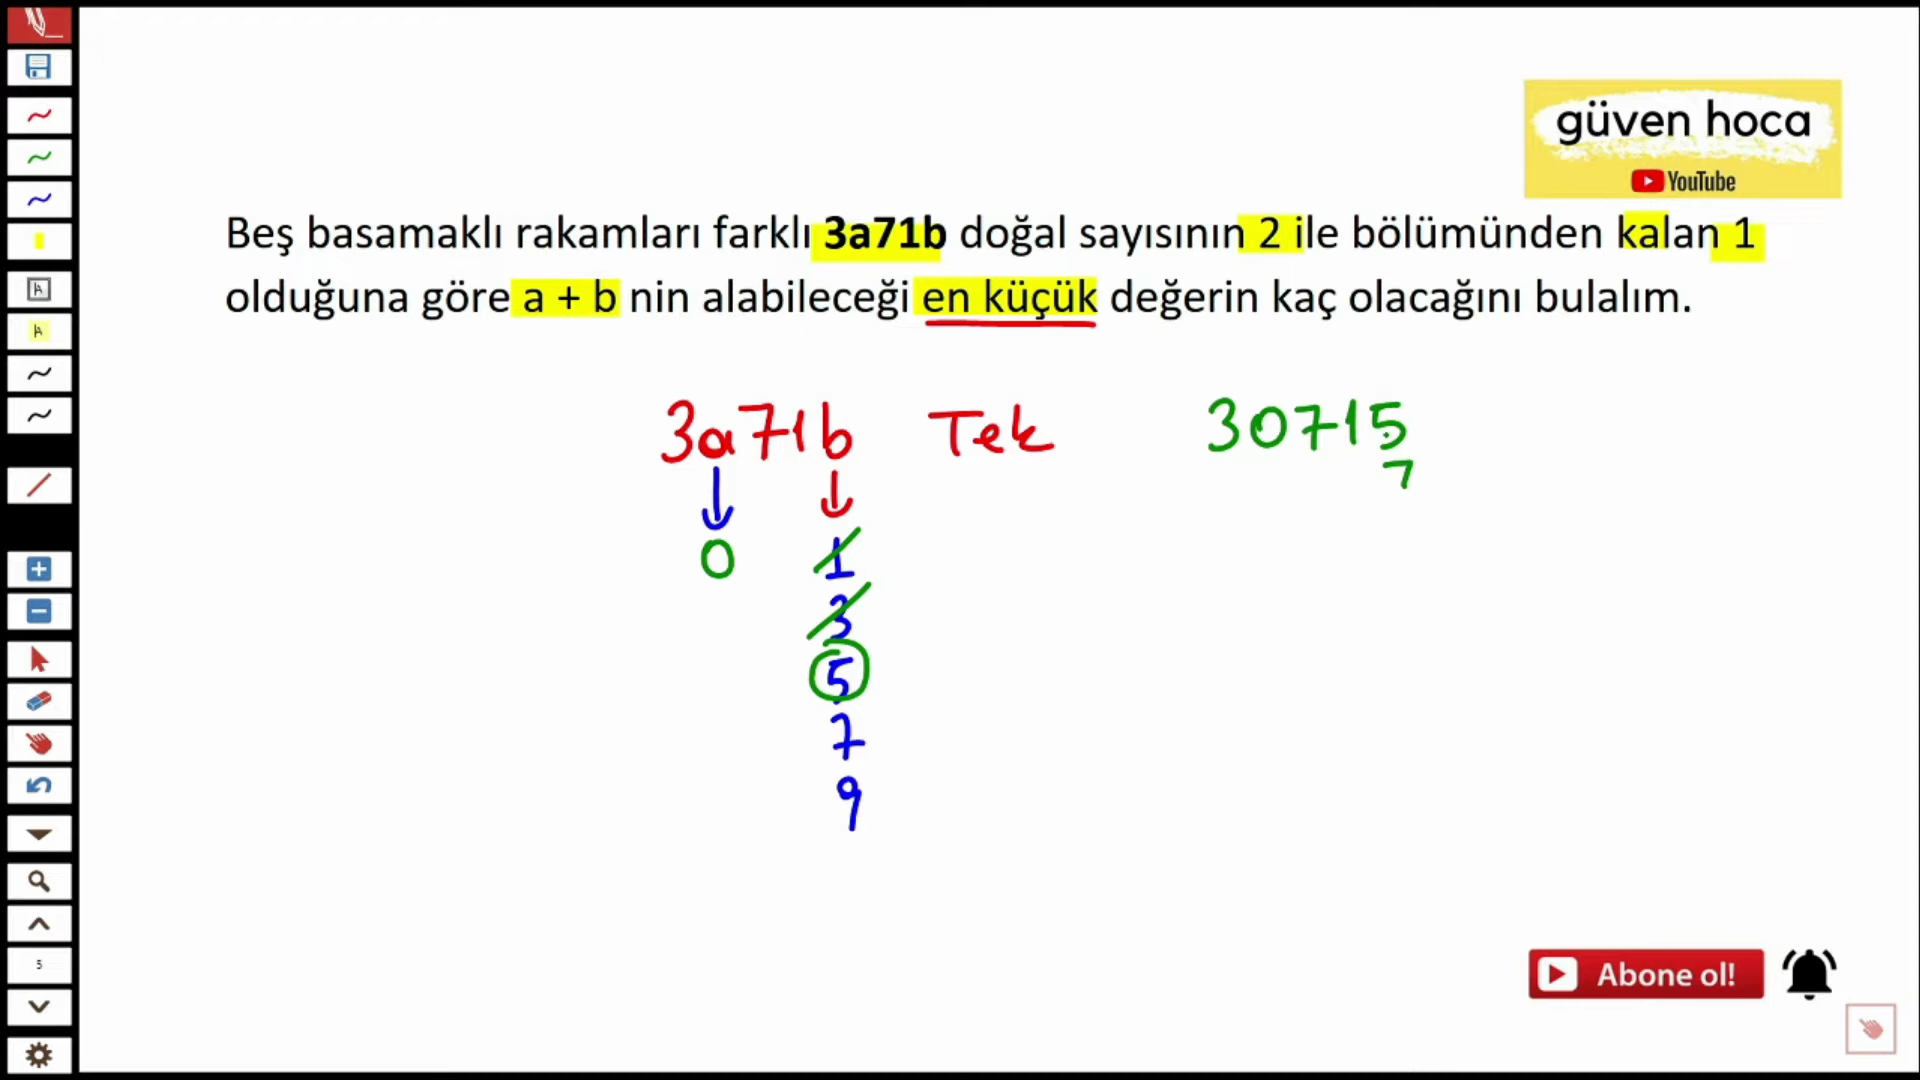 güven hoca
YouTube
Beş basamaklı rakamları farklı 3a71b doğal sayısının 2 ile bölümünden kalan 1
olduğuna göre a + b nin alabileceği en küçük değerin kaç olacağını bulalım.
3a71b Tek 30715
7
0 1
3
5
7
9
5
Abone ol!